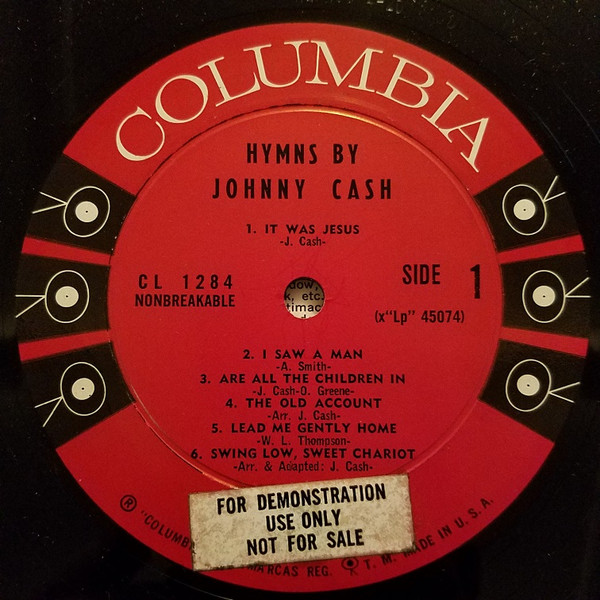 COLUMBIA
HYMNS BY
JOHNNY CASH
1. IT WAS JESUS
-J. Cash-
CL 1284
NONBREAKABLE
SIDE 1
(x"Lp" 45074)
2. I SAW A MAN
-A. Smith-
3. ARE ALL THE CHILDREN IN
-J. Cash-O. Greene-
4. THE OLD ACCOUNT
-Arr. J. Cash-
5. LEAD ME GENTLY HOME
-W. L. Thompson-
6. SWING LOW, SWEET CHARIOT
-Arr. & Adapted: J. Cash-
FOR DEMONSTRATION
USE ONLY
NOT FOR SALE
® "COLUMB MARCAS REG. T. M. MADE IN U. S. A.